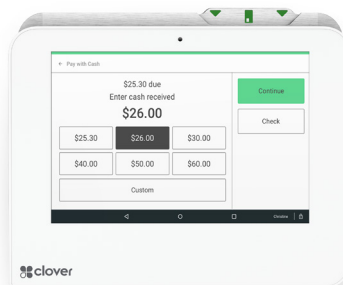 Pay with Cash
$25.30 due
Enter cash received
$26.00
$25.30 $26.00 $30.00
$40.00 $50.00 $60.00
Custom
Continue
Check
Christine
clover